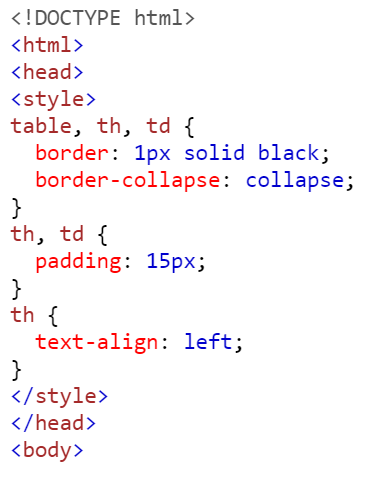 <!DOCTYPE html>
<html>
<head>
<style>
table, th, td {
  border: 1px solid black;
  border-collapse: collapse;
}
th, td {
  padding: 15px;
}
th {
  text-align: left;
}
</style>
</head>
<body>